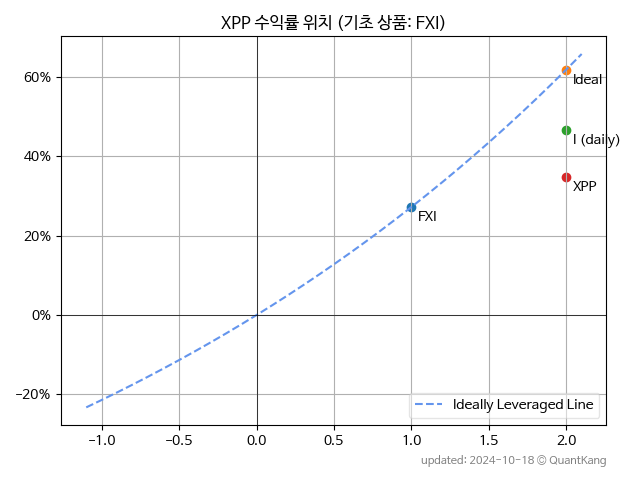 XPP 수익률 위치 (기초 상품: FXI)
60%
40%
20%
0%
−20%
Ideal
I (daily)
XPP
FXI
Ideally Leveraged Line
−1.0 −0.5 0.0 0.5 1.0 1.5 2.0
updated: 2024-10-18 © QuantKang